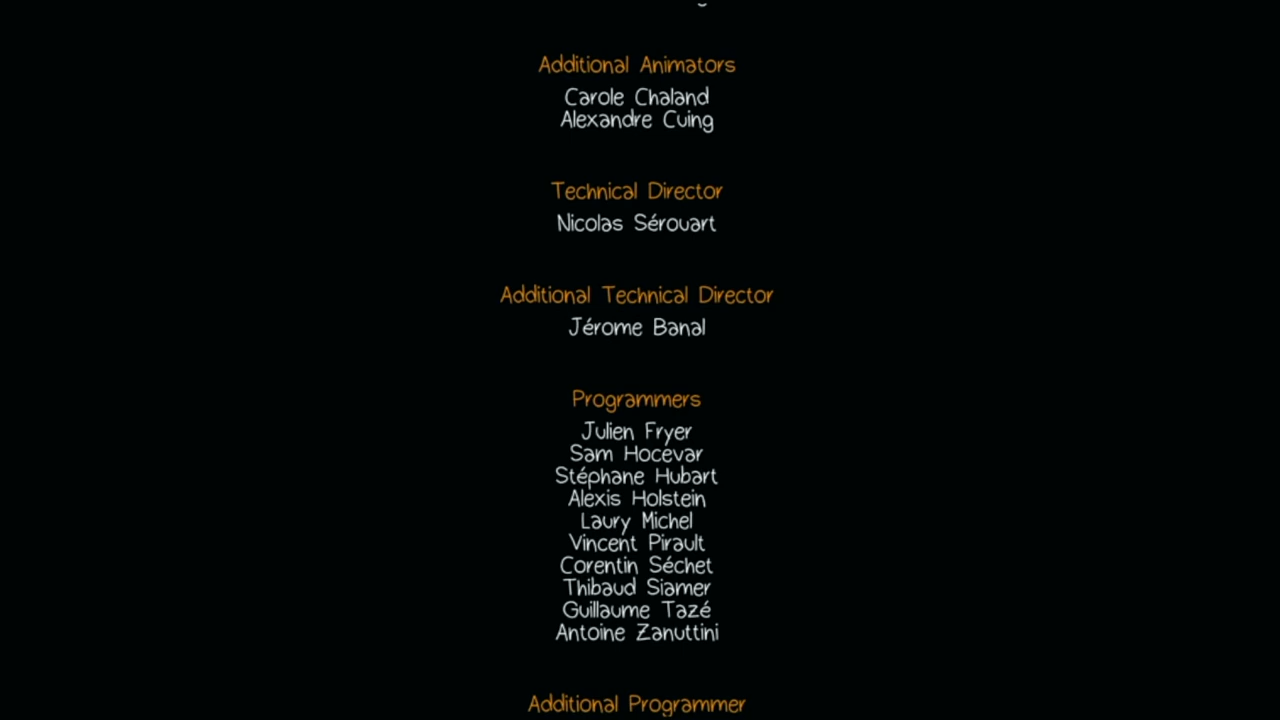 Additional Animators
Carole Chaland
Alexandre Cuing
Technical Director
Nicolas Sérouart
Additional Technical Director
Jérome Banal
Programmers
Julien Fryer
Sam Hocevar
Stéphane Hubart
Alexis Holstein
Laury Michel
Vincent Pirault
Corentin Séchet
Thibaud Siamer
Guillaume Tazé
Antoine Zanuttini
Additional Programmer